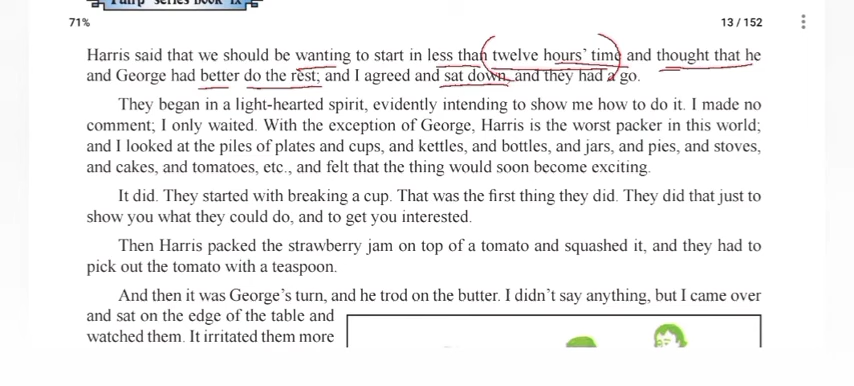 "Tulip" series Book IX
71%
13 / 152
Harris said that we should be wanting to start in less than twelve hours' time and thought that he
and George had better do the rest; and I agreed and sat down, and they had a go.
They began in a light-hearted spirit, evidently intending to show me how to do it. I made no
comment; I only waited. With the exception of George, Harris is the worst packer in this world;
and I looked at the piles of plates and cups, and kettles, and bottles, and jars, and pies, and stoves,
and cakes, and tomatoes, etc., and felt that the thing would soon become exciting.
It did. They started with breaking a cup. That was the first thing they did. They did that just to
show you what they could do, and to get you interested.
Then Harris packed the strawberry jam on top of a tomato and squashed it, and they had to
pick out the tomato with a teaspoon.
And then it was George's turn, and he trod on the butter. I didn't say anything, but I came over
and sat on the edge of the table and
watched them. It irritated them more